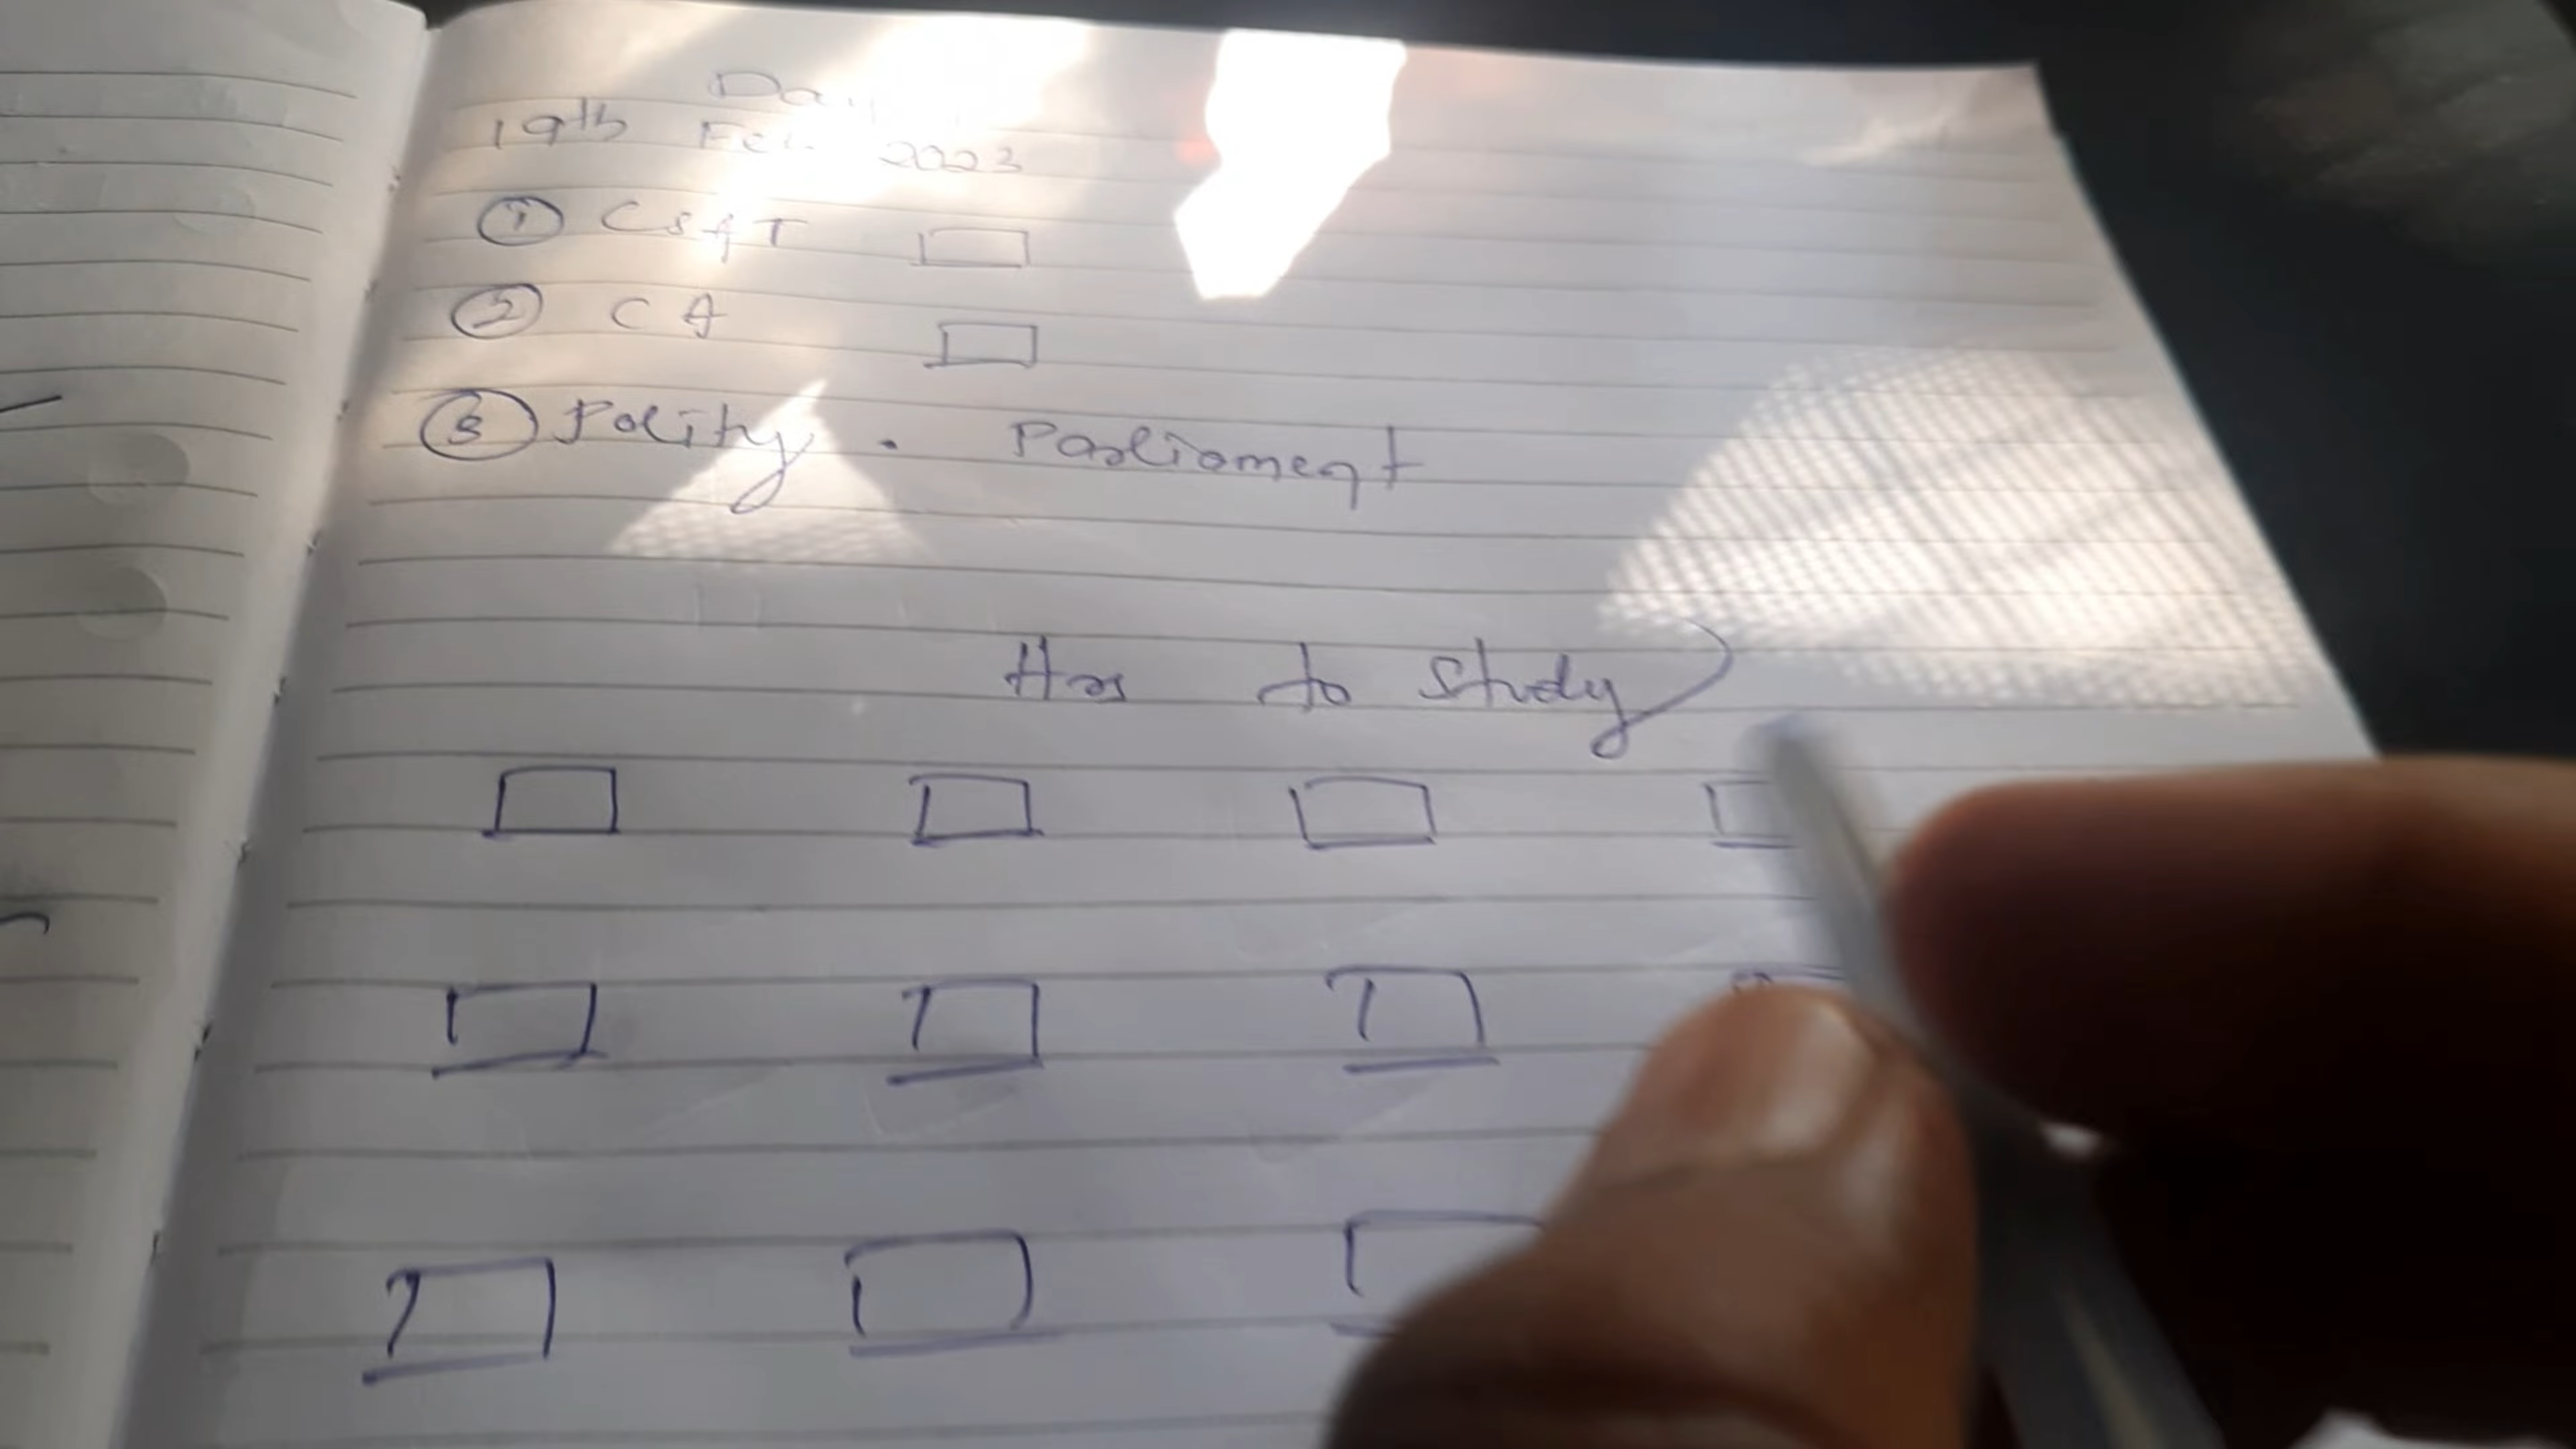 Day
19th Feb 2023
① CSAT
② CA
③ Polity . Parliament
Hrs to study